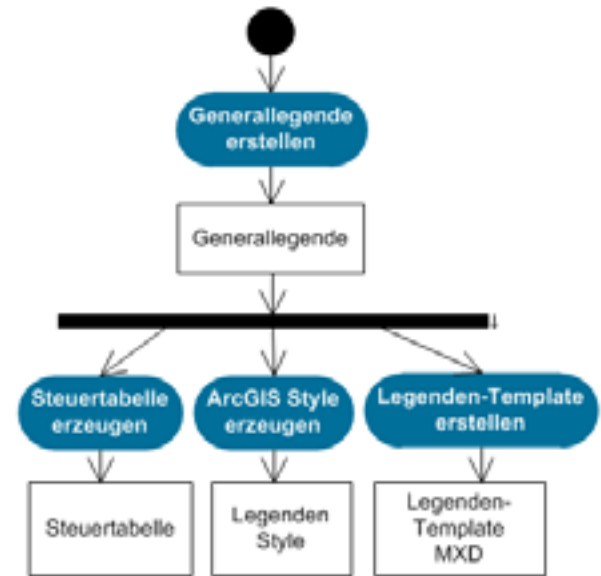 Generallegende
erstellen
Generallegende
Steuertabelle
erzeugen
ArcGIS Style
erzeugen
Legenden-Template
erstellen
Steuertabelle
Legenden
Style
Legenden-
Template
MXD